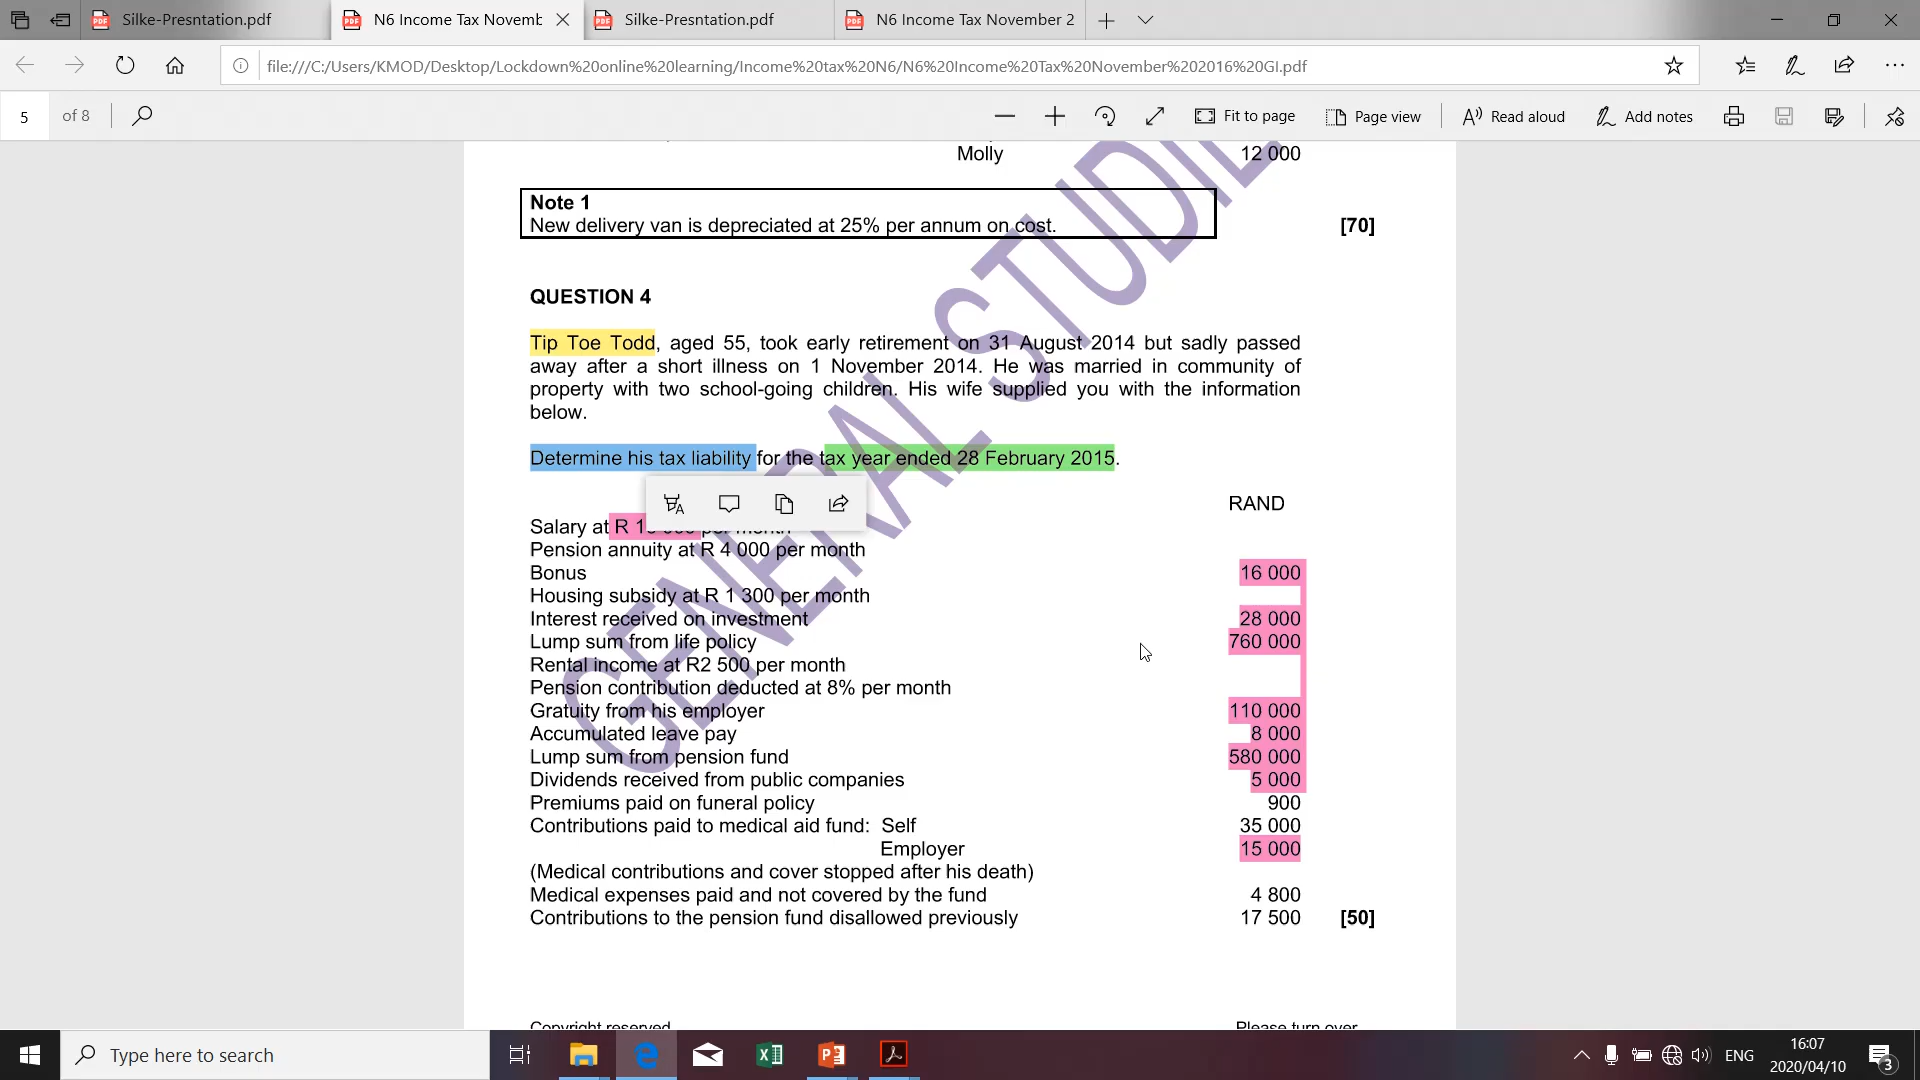 Silke-Presntation.pdf
N6 Income Tax Novemb
Silke-Presntation.pdf
N6 Income Tax November 2
file:///C:/Users/KMOD/Desktop/Lockdown%20online%20learning/Income%20tax%20N6/N6%20Income%20Tax%20November%202016%20GI.pdf
5 of 8
Fit to page
Page view
Read aloud
Add notes
Molly 12 000
Note 1
New delivery van is depreciated at 25% per annum on cost.
[70]
QUESTION 4
Tip Toe Todd, aged 55, took early retirement on 31 August 2014 but sadly passed
away after a short illness on 1 November 2014. He was married in community of
property with two school-going children. His wife supplied you with the information
below.
Determine his tax liability for the tax year ended 28 February 2015.
RAND
Salary at R per month
Pension annuity at R 4 000 per month
Bonus 16 000
Housing subsidy at R 1 300 per month
Interest received on investment 28 000
Lump sum from life policy 760 000
Rental income at R2 500 per month
Pension contribution deducted at 8% per month
Gratuity from his employer 110 000
Accumulated leave pay 8 000
Lump sum from pension fund 580 000
Dividends received from public companies 5 000
Premiums paid on funeral policy 900
Contributions paid to medical aid fund: Self 35 000
Employer 15 000
(Medical contributions and cover stopped after his death)
Medical expenses paid and not covered by the fund 4 800
Contributions to the pension fund disallowed previously 17 500 [50]
GENERAL STUDIE
Copyright reserved Please turn over
Type here to search
ENG
16:07
2020/04/10
3